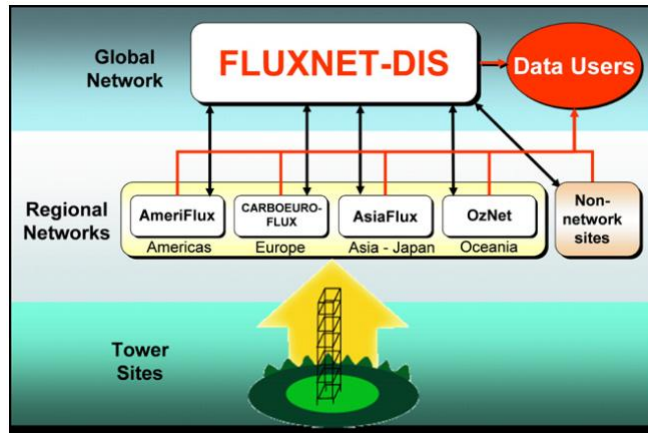 Global
Network
FLUXNET-DIS
Data Users
Regional
Networks
AmeriFlux
CARBOEURO-
FLUX
AsiaFlux
OzNet
Non-
network
sites
Americas
Europe
Asia - Japan
Oceania
Tower
Sites